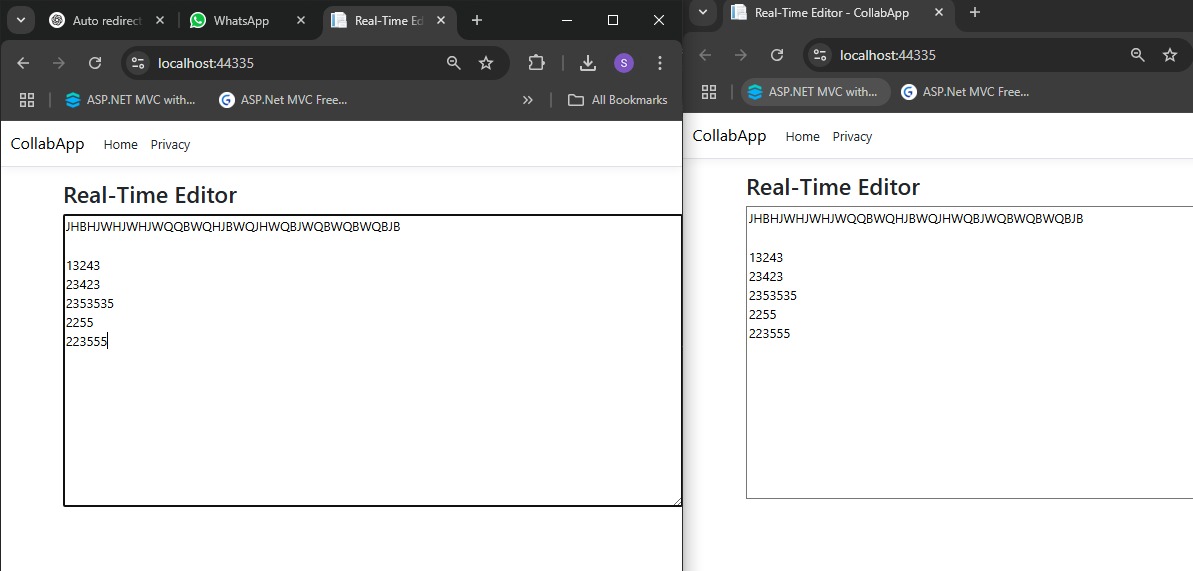 Auto redirect
WhatsApp
Real-Time Ed
localhost:44335
S
ASP.NET MVC with...
ASP.Net MVC Free...
All Bookmarks
CollabApp
Home
Privacy
Real-Time Editor
JHBHJWHJWHJWQQBWQHJBWQJHWQBJWQBWQBWQBJB
13243
23423
2353535
2255
223555
Real-Time Editor - CollabApp
localhost:44335
ASP.NET MVC with...
ASP.Net MVC Free...
CollabApp
Home
Privacy
Real-Time Editor
JHBHJWHJWHJWQQBWQHJBWQJHWQBJWQBWQBWQBJB
13243
23423
2353535
2255
223555